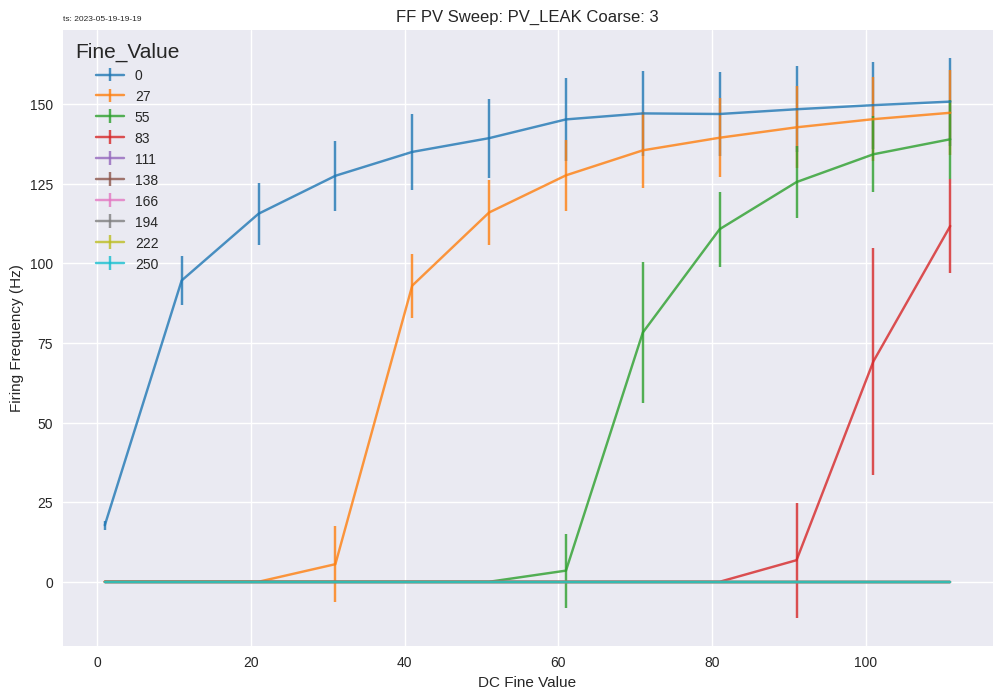 ts: 2023-05-19-19-19
FF PV Sweep: PV_LEAK Coarse: 3
Fine_Value
0
27
55
83
111
138
166
194
222
250
Firing Frequency (Hz)
150
125
100
75
50
25
0
0 20 40 60 80 100
DC Fine Value